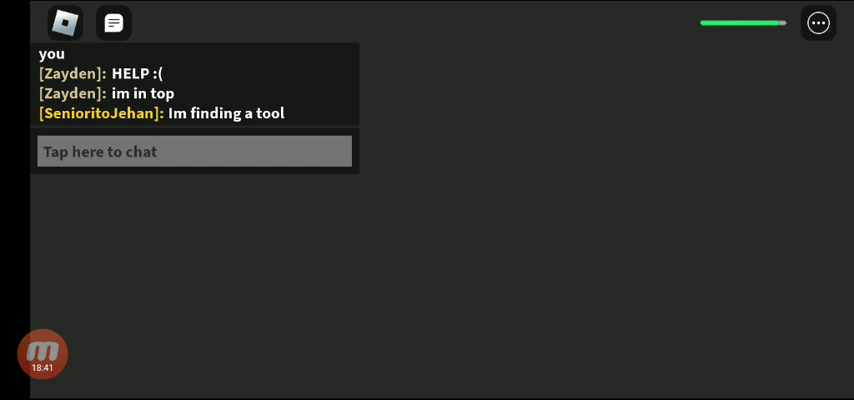 you
[Zayden]: HELP :(
[Zayden]: im in top
[SenioritoJehan]: Im finding a tool
Tap here to chat
18:41